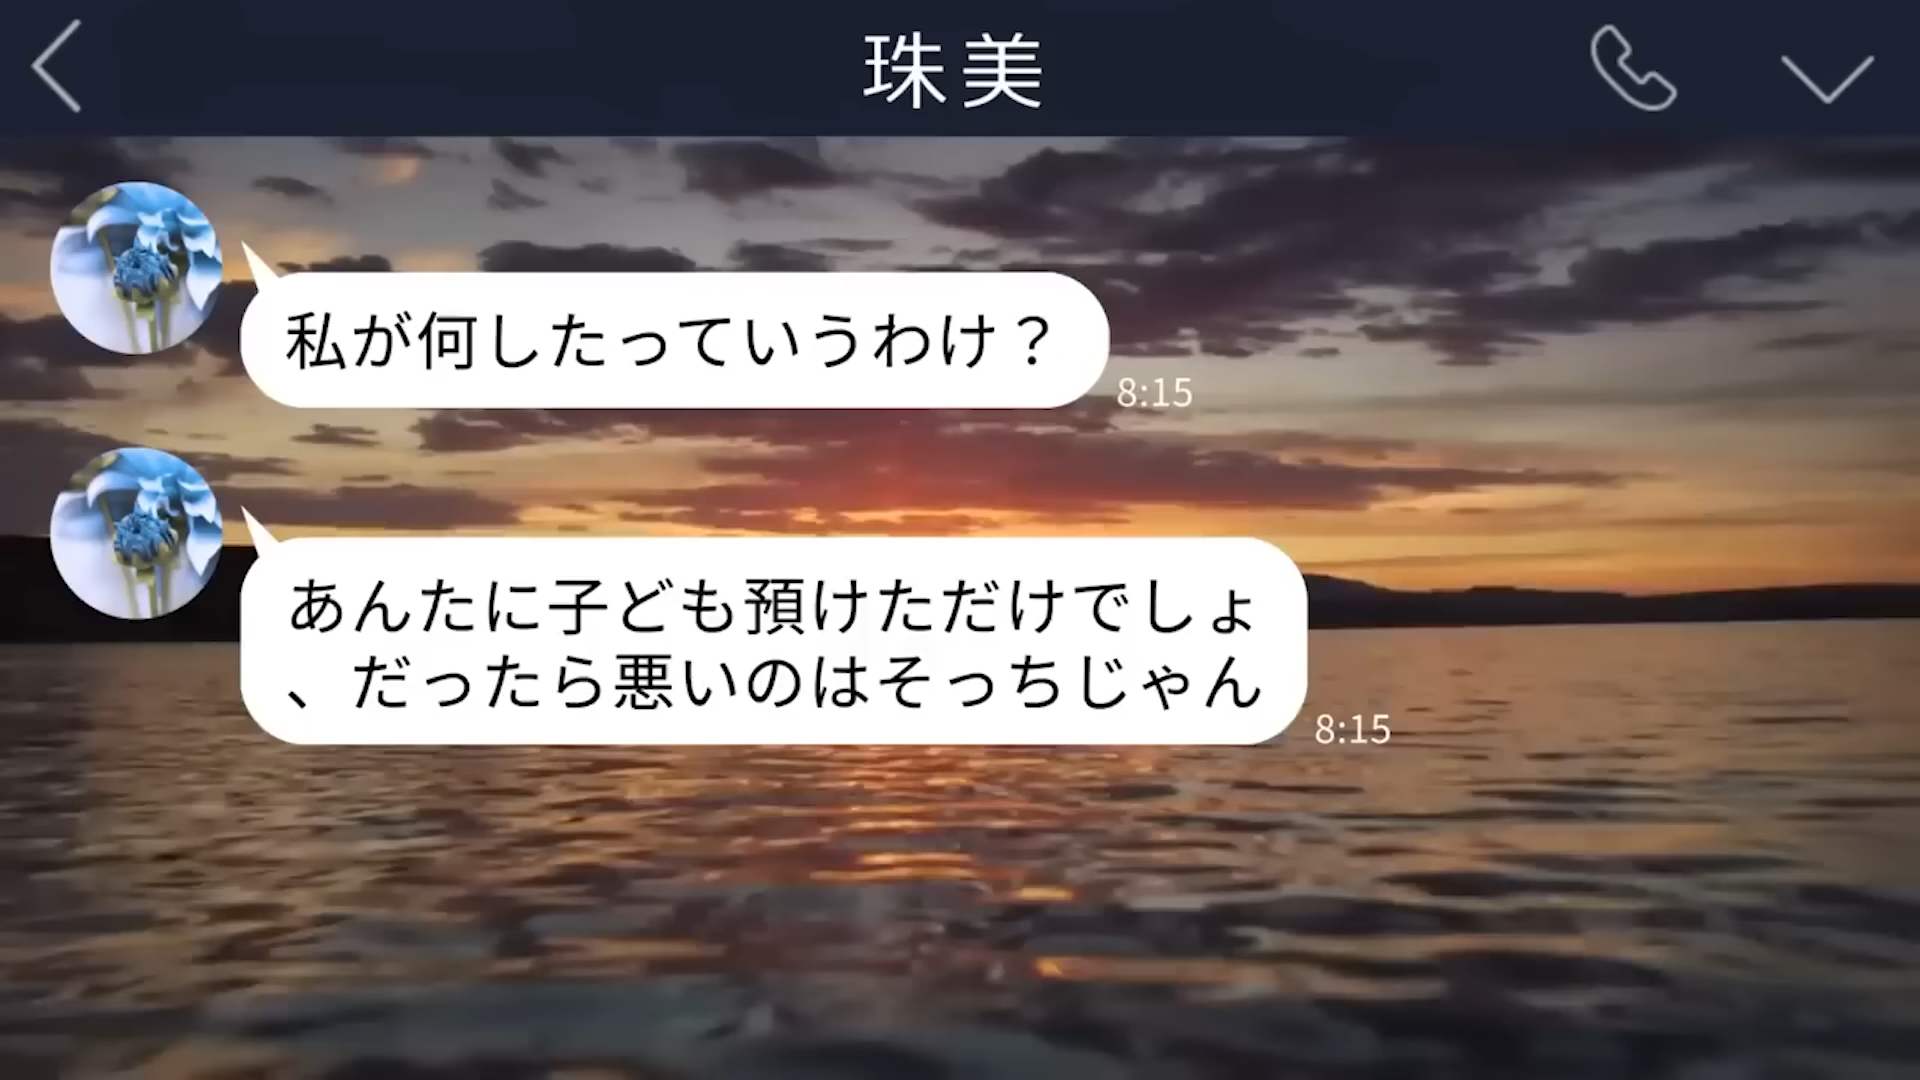 珠美
私が何したっていうわけ？
8:15
あんたに子ども預けただけでしょ
、だったら悪いのはそっちじゃん
8:15